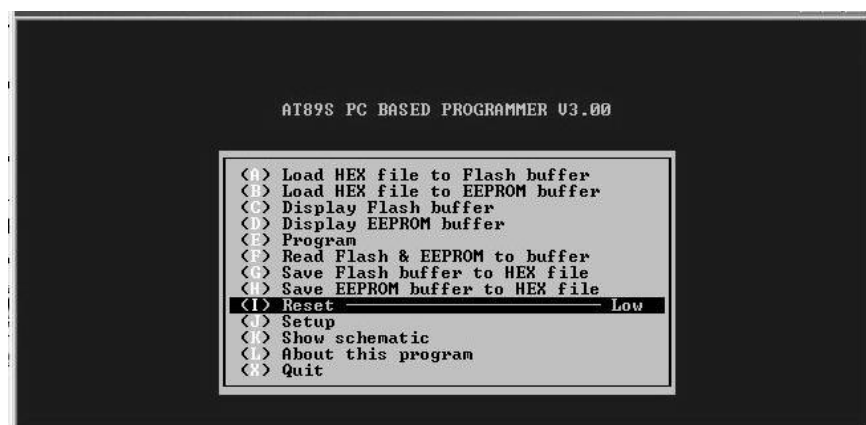 AT89S PC BASED PROGRAMMER V3.00
(A) Load HEX file to Flash buffer
(B) Load HEX file to EEPROM buffer
(C) Display Flash buffer
(D) Display EEPROM buffer
(E) Program
(F) Read Flash & EEPROM to buffer
(G) Save Flash buffer to HEX file
(H) Save EEPROM buffer to HEX file
(I) Reset Low
(J) Setup
(K) Show schematic
(L) About this program
(X) Quit